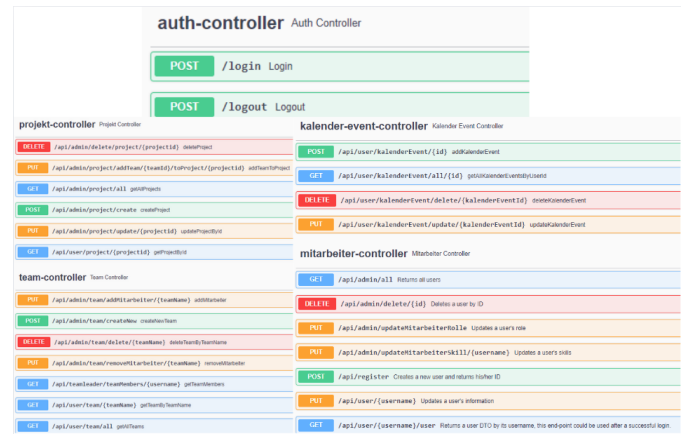 auth-controller Auth Controller
POST /login Login
POST /logout Logout
projekt-controller Projekt Controller
DELETE /api/admin/delete/project/{projectid} deleteProject
PUT /api/admin/project/addTeam/{teamId}/toProject/{projectid} addTeamToProject
GET /api/admin/project/all getAllProjects
POST /api/admin/project/create createProject
PUT /api/admin/project/update/{projectid} updateProjectById
GET /api/user/project/{projectid} getProjectById
team-controller Team Controller
PUT /api/admin/team/addMitarbeiter/{teamName} addMitarbeiter
POST /api/admin/team/createNew createNewTeam
DELETE /api/admin/team/delete/{teamName} deleteTeamByTeamName
PUT /api/admin/team/removeMitarbeiter/{teamName} removeMitarbeiter
GET /api/teamleader/teamMembers/{username} getTeamMembers
GET /api/user/team/{teamName} getTeamByTeamName
GET /api/user/team/all getAllTeams
kalender-event-controller Kalender Event Controller
POST /api/user/kalenderEvent/{id} addKalenderEvent
GET /api/user/kalenderEvent/all/{id} getAllKalenderEventsByUserId
DELETE /api/user/kalenderEvent/delete/{kalenderEventId} deleteKalenderEvent
PUT /api/user/kalenderEvent/update/{kalenderEventId} updateKalenderEvent
mitarbeiter-controller Mitarbeiter Controller
GET /api/admin/all Returns all users
DELETE /api/admin/delete/{id} Deletes a user by ID
PUT /api/admin/updateMitarbeiterRolle Updates a user's role
PUT /api/admin/updateMitarbeiterSkill/{username} Updates a user's skills
POST /api/register Creates a new user and returns his/her ID
PUT /api/user/{username} Updates a user's information
GET /api/user/{username}/user Returns a user DTO by its username, this end-point could be used after a successful login.